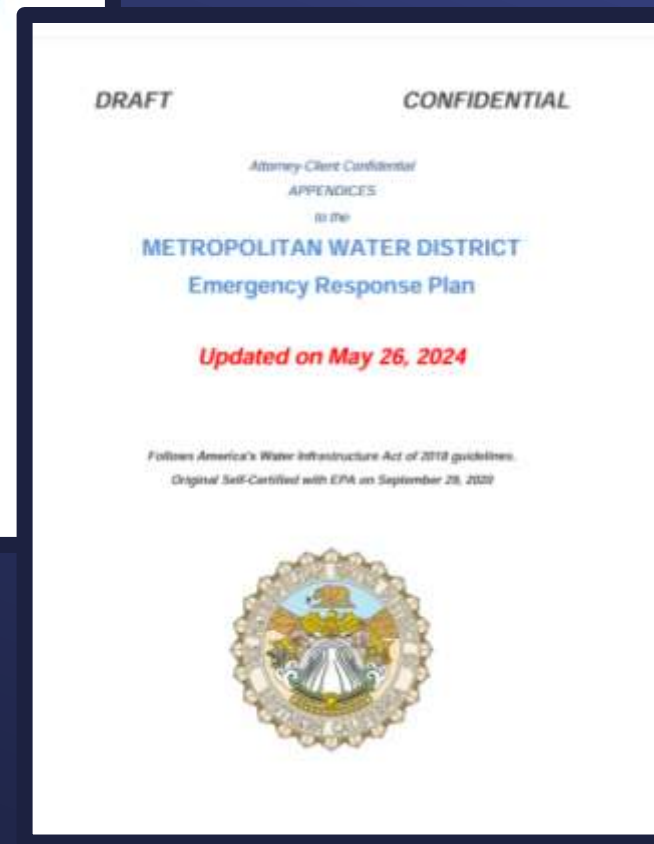 DRAFT CONFIDENTIAL
Attorney-Client Confidential
APPENDICES
to the
METROPOLITAN WATER DISTRICT
Emergency Response Plan
Updated on May 26, 2024
Follows America's Water Infrastructure Act of 2018 guidelines.
Original Self-Certified with EPA on September 29, 2020